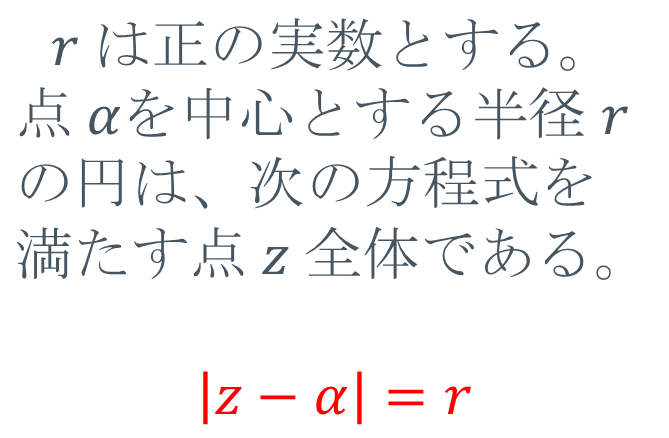 r は正の実数とする。
点 αを中心とする半径 r
の円は、次の方程式を
満たす点 z 全体である。
|z − α| = r